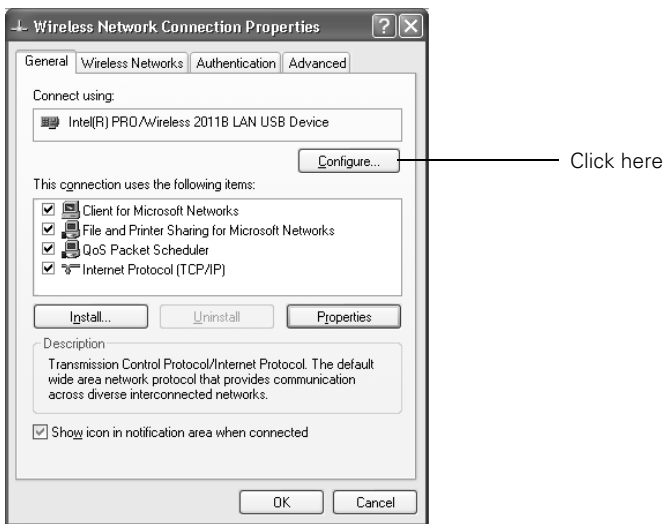 Wireless Network Connection Properties
General Wireless Networks Authentication Advanced
Connect using:
Intel(R) PRO/Wireless 2011B LAN USB Device
Configure...
Click here
This connection uses the following items:
Client for Microsoft Networks
File and Printer Sharing for Microsoft Networks
QoS Packet Scheduler
Internet Protocol (TCP/IP)
Install... Uninstall Properties
Description
Transmission Control Protocol/Internet Protocol. The default
wide area network protocol that provides communication
across diverse interconnected networks.
Show icon in notification area when connected
OK Cancel